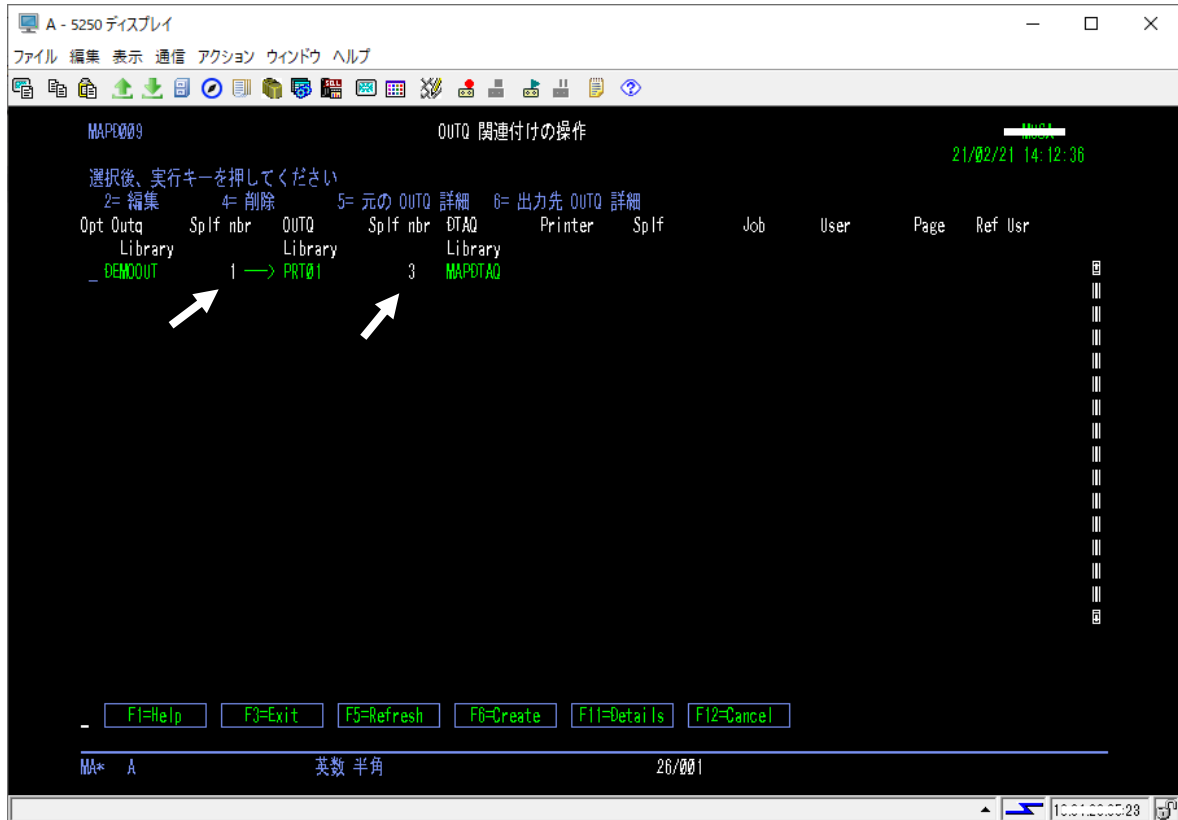 A - 5250 ディスプレイ
ファイル 編集 表示 通信 アクション ウィンドウ ヘルプ
MAPD009 OUTQ 関連付けの操作
21/02/21 14:12:36
選択後、実行キーを押してください
2= 編集 4= 削除 5= 元の OUTQ 詳細 6= 出力先 OUTQ 詳細
Opt Outq Splf nbr OUTQ Splf nbr DTAQ Printer Splf Job User Page Ref Usr
Library Library Library
_ DEMOOUT 1 ──> PRT01 3 MAPDTAQ
_ F1=Help F3=Exit F5=Refresh F6=Create F11=Details F12=Cancel
MA* A 英数 半角 26/001